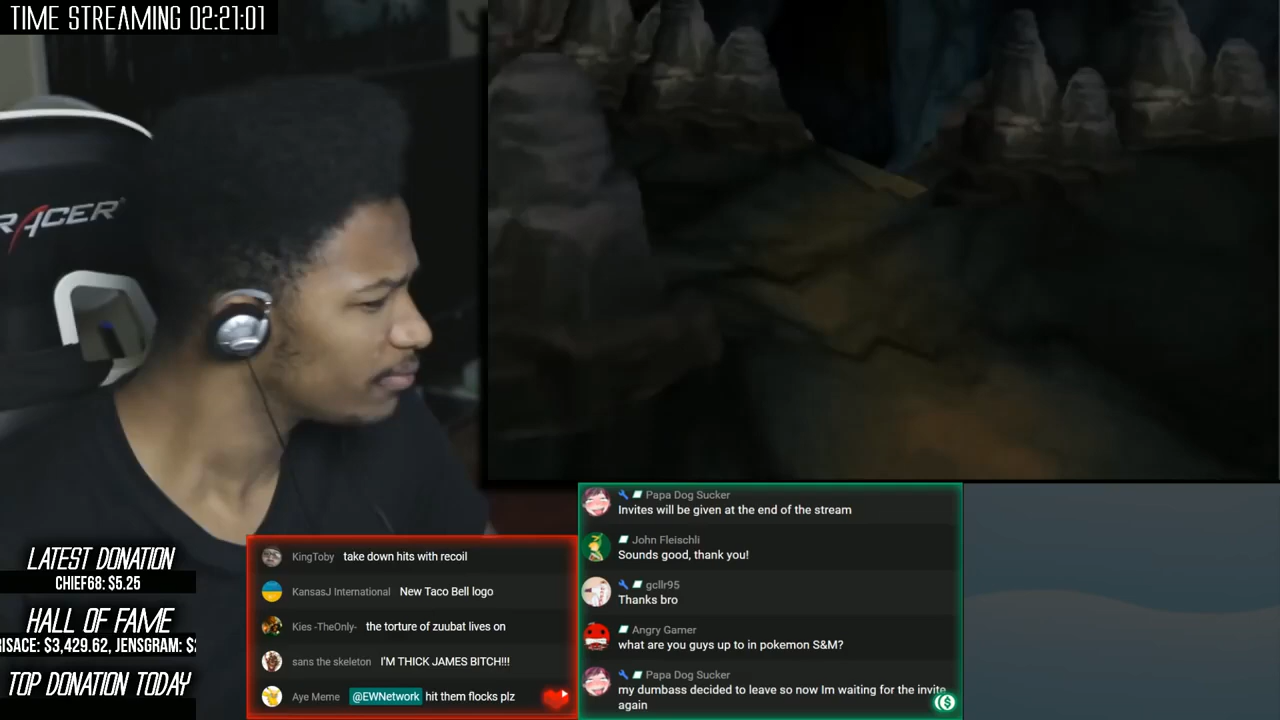 TIME STREAMING 02:21:01
RACER
LATEST DONATION
CHIEF68: $5.25
HALL OF FAME
RISACE: $3,429.62, JENSGRAM: $
TOP DONATION TODAY
KingToby take down hits with recoil
KansasJ International New Taco Bell logo
Kies -TheOnly- the torture of zuubat lives on
sans the skeleton I'M THICK JAMES BITCH!!!
Aye Meme @EWNetwork hit them flocks plz
Papa Dog Sucker
Invites will be given at the end of the stream
John Fleischli
Sounds good, thank you!
gcllr95
Thanks bro
Angry Gamer
what are you guys up to in pokemon S&M?
Papa Dog Sucker
my dumbass decided to leave so now Im waiting for the invite
again